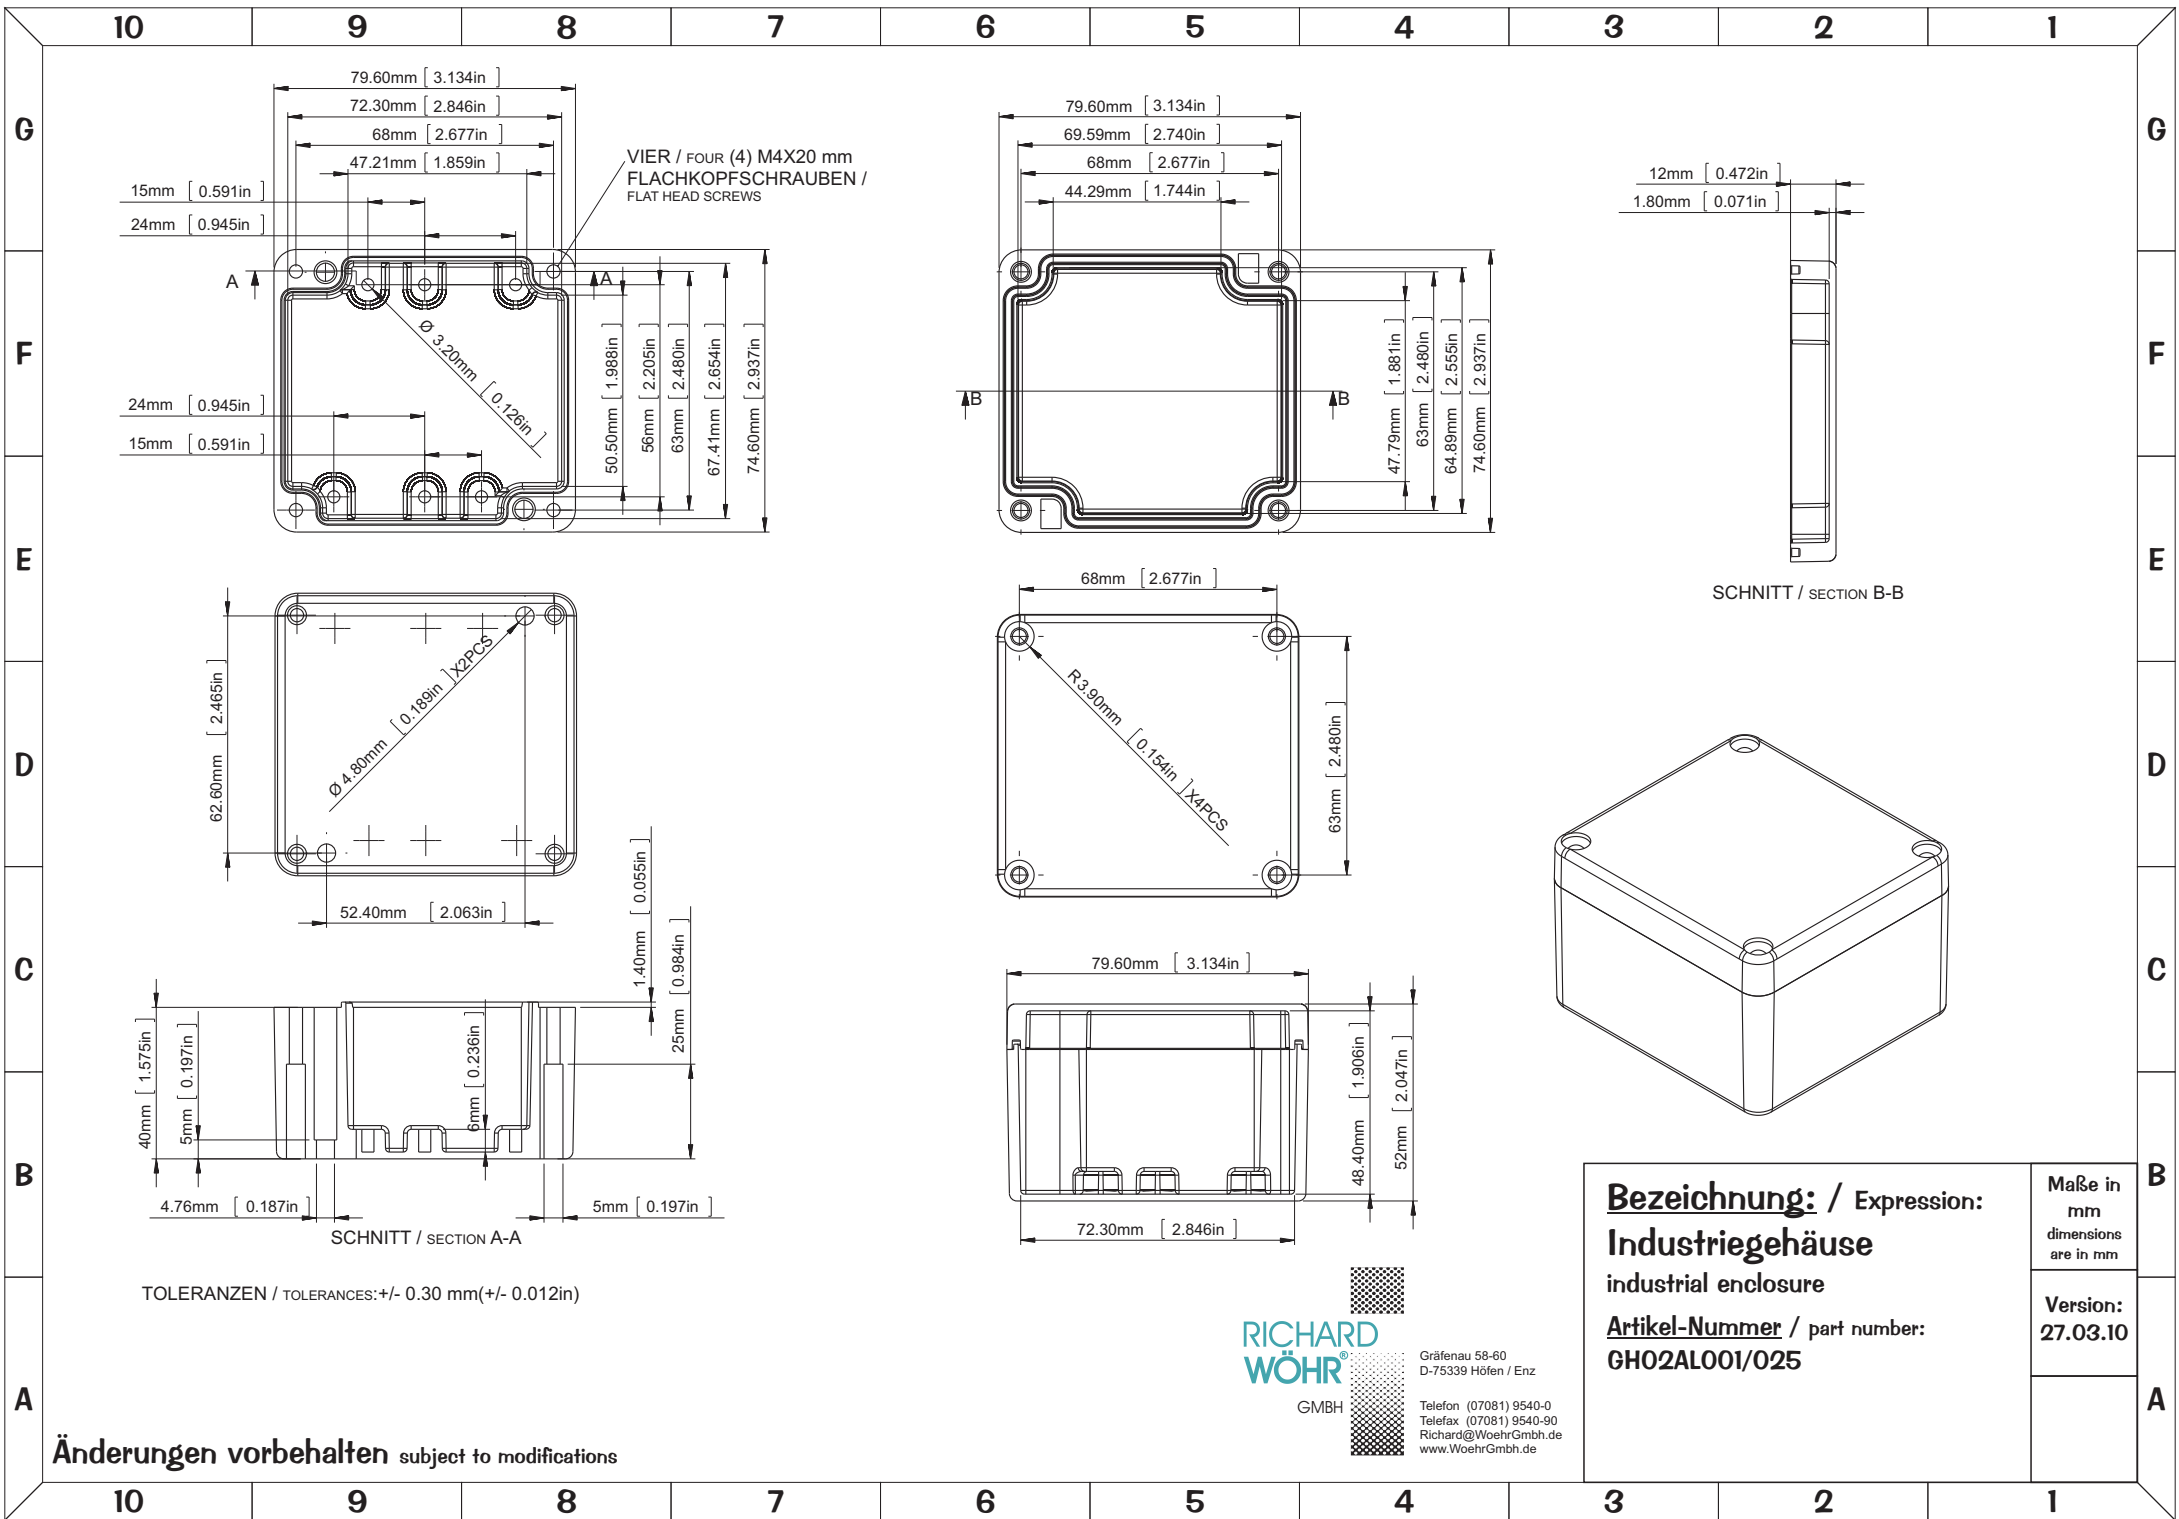 10 9 8 7 6 5 4 3 2 1
G
F
E
D
C
B
A
G
F
E
D
C
B
A
79.60mm [ 3.134in ]
72.30mm [ 2.846in ]
68mm [ 2.677in ]
47.21mm [ 1.859in ]
15mm [ 0.591in ]
24mm [ 0.945in ]
VIER / FOUR (4) M4X20 mm
FLACHKOPFSCHRAUBEN /
FLAT HEAD SCREWS
A
A
Ø 3.20mm [ 0.126in ]
24mm [ 0.945in ]
15mm [ 0.591in ]
50.50mm [ 1.988in ]
56mm [ 2.205in ]
63mm [ 2.480in ]
67.41mm [ 2.654in ]
74.60mm [ 2.937in ]
79.60mm [ 3.134in ]
69.59mm [ 2.740in ]
68mm [ 2.677in ]
44.29mm [ 1.744in ]
B
B
47.79mm [ 1.881in ]
63mm [ 2.480in ]
64.89mm [ 2.555in ]
74.60mm [ 2.937in ]
12mm [ 0.472in ]
1.80mm [ 0.071in ]
SCHNITT / SECTION B-B
62.60mm [ 2.465in ]
Ø 4.80mm [ 0.189in ] X2PCS
52.40mm [ 2.063in ]
68mm [ 2.677in ]
R3.90mm [ 0.154in ] X4PCS
63mm [ 2.480in ]
40mm [ 1.575in ]
5mm [ 0.197in ]
6mm [ 0.236in ]
1.40mm [ 0.055in ]
25mm [ 0.984in ]
4.76mm [ 0.187in ]
5mm [ 0.197in ]
SCHNITT / SECTION A-A
79.60mm [ 3.134in ]
48.40mm [ 1.906in ]
52mm [ 2.047in ]
72.30mm [ 2.846in ]
TOLERANZEN / TOLERANCES:+/- 0.30 mm(+/- 0.012in)
RICHARD
WÖHR®
GMBH
Gräfenau 58-60
D-75339 Höfen / Enz
Telefon (07081) 9540-0
Telefax (07081) 9540-90
Richard@WoehrGmbh.de
www.WoehrGmbh.de
Bezeichnung: / Expression:
Industriegehäuse
industrial enclosure
Artikel-Nummer / part number:
GH02AL001/025
Maße in
mm
dimensions
are in mm
Version:
27.03.10
Änderungen vorbehalten subject to modifications
10 9 8 7 6 5 4 3 2 1